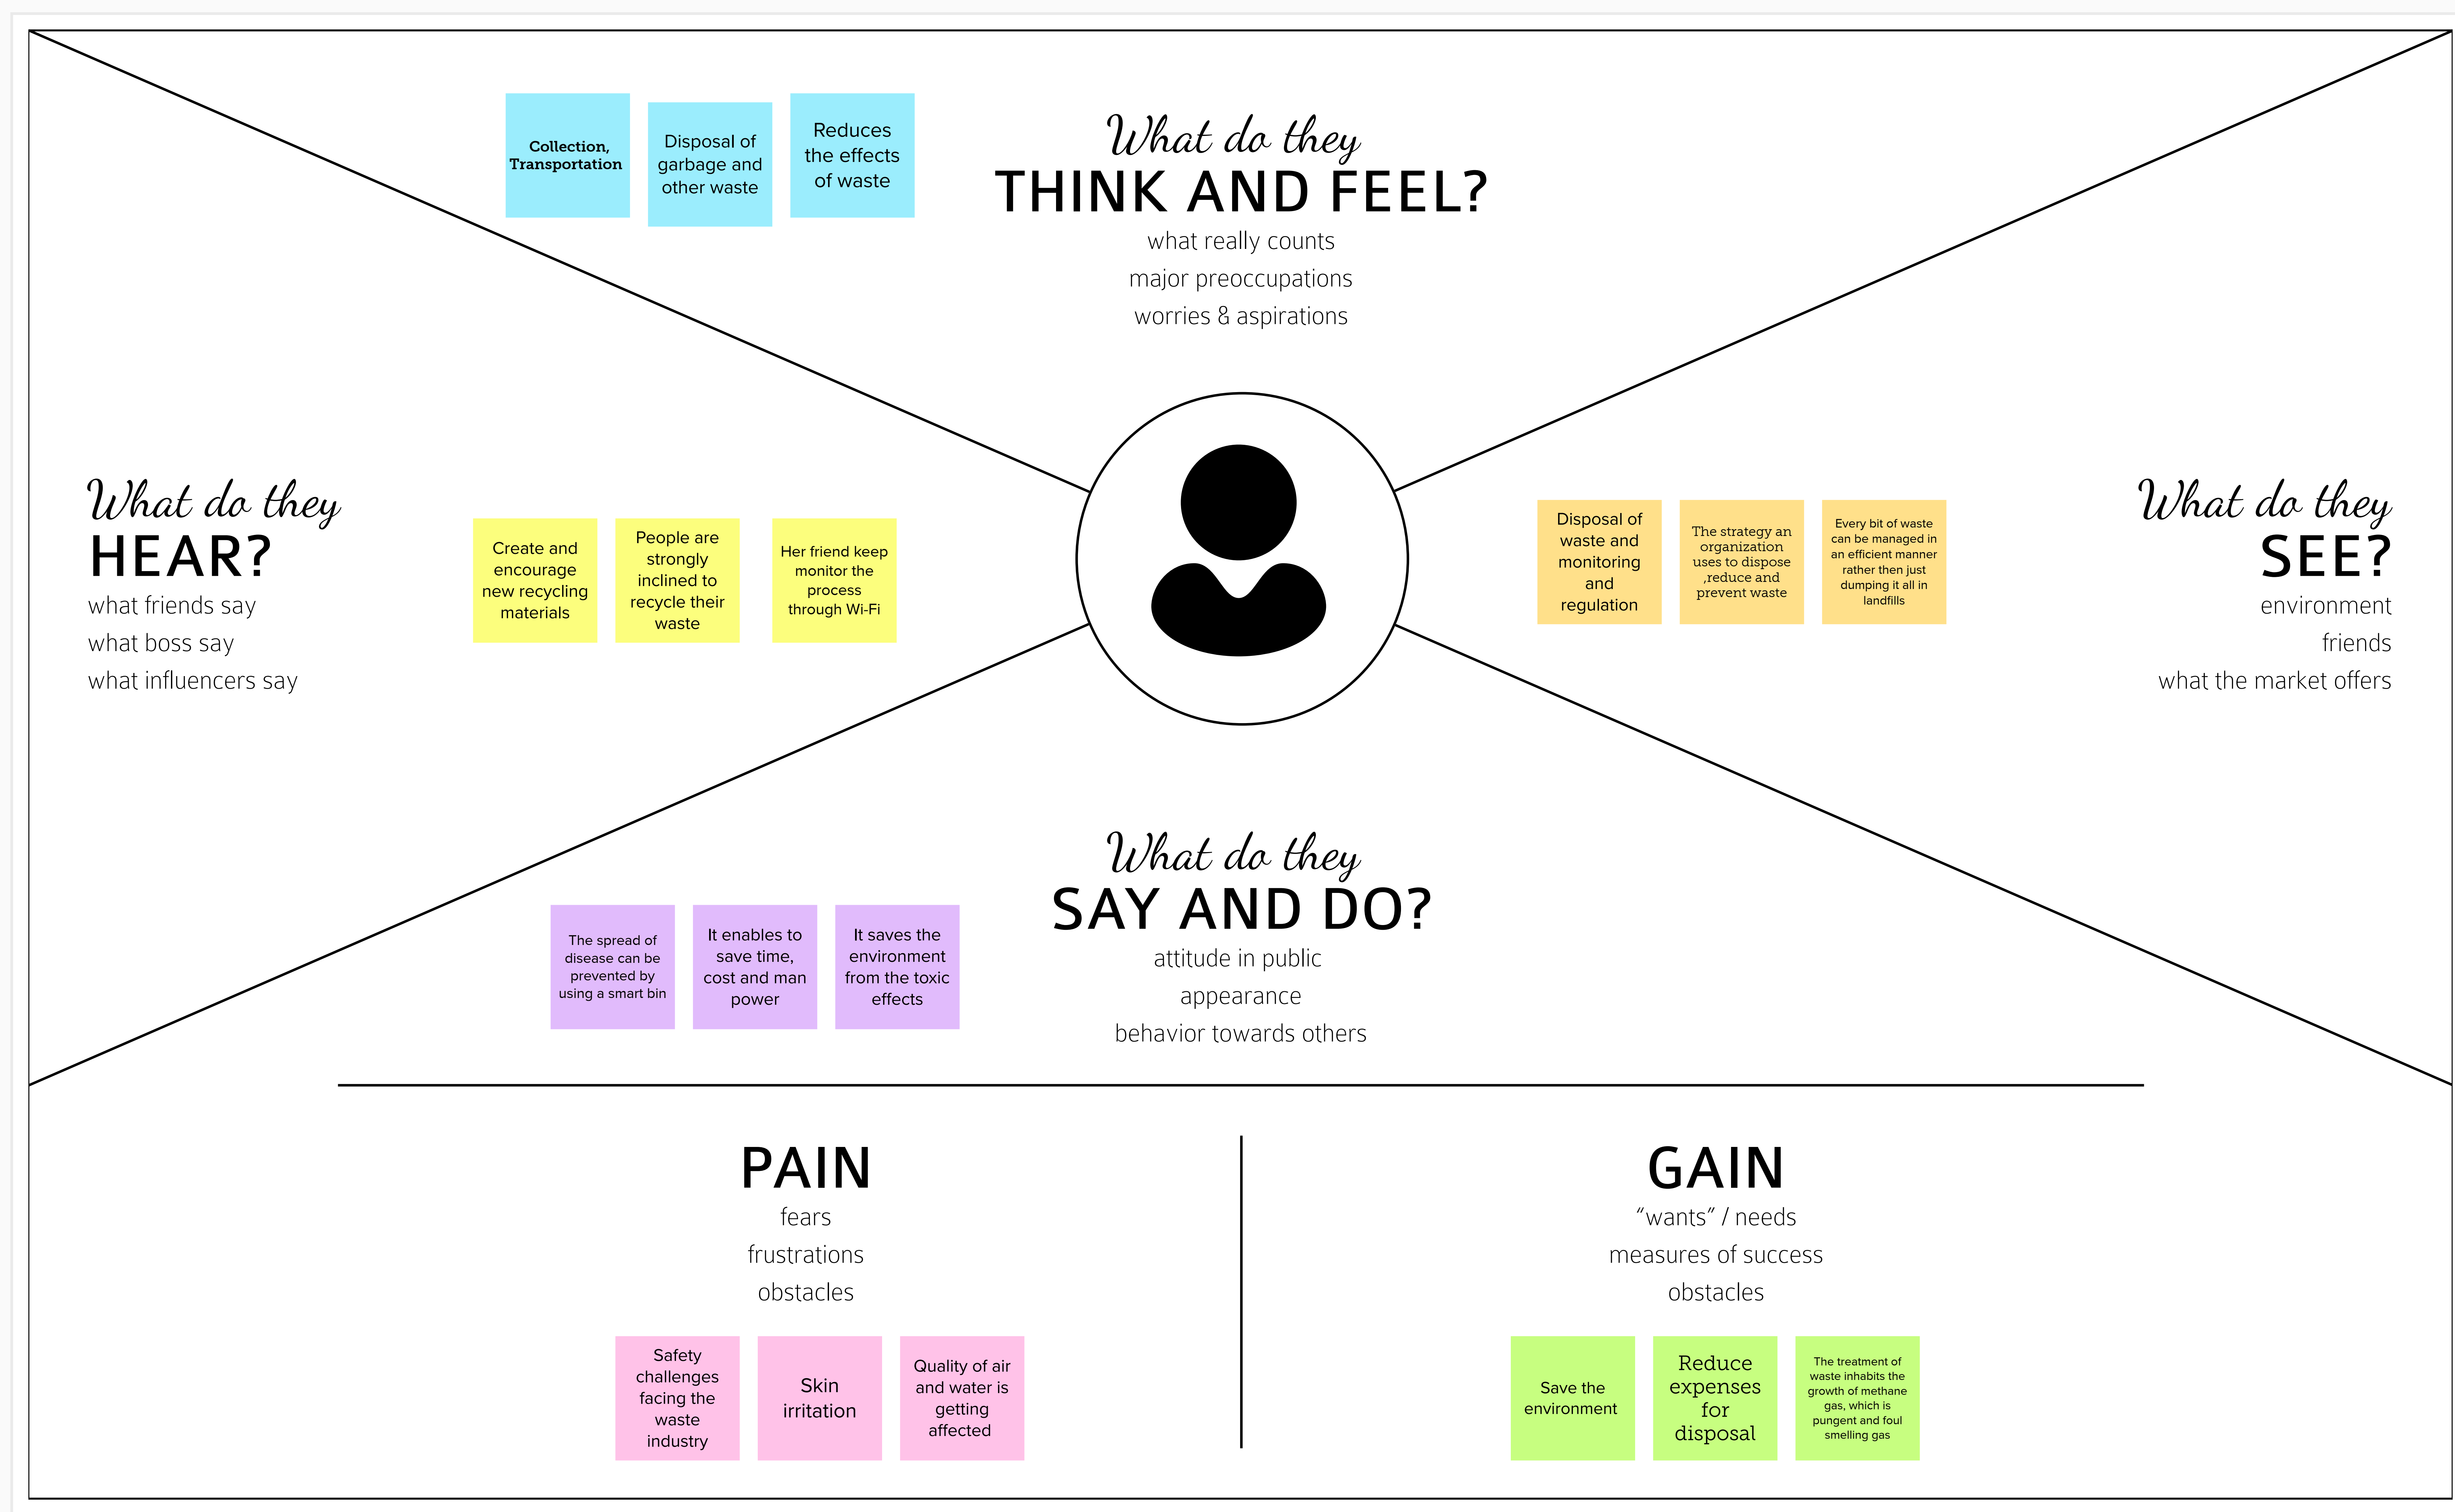 What do they
THINK AND FEEL?
what really counts
major preoccupations
worries & aspirations
Collection,
Transportation
Disposal of
garbage and
other waste
Reduces
the effects
of waste
What do they
HEAR?
what friends say
what boss say
what influencers say
Create and
encourage
new recycling
materials
People are
strongly
inclined to
recycle their
waste
Her friend keep
monitor the
process
through Wi-Fi
Disposal of
waste and
monitoring
and
regulation
The strategy an
organization
uses to dispose
,reduce and
prevent waste
Every bit of waste
can be managed in
an efficient manner
rather then just
dumping it all in
landfills
What do they
SEE?
environment
friends
what the market offers
What do they
SAY AND DO?
attitude in public
appearance
behavior towards others
The spread of
disease can be
prevented by
using a smart bin
It enables to
save time,
cost and man
power
It saves the
environment
from the toxic
effects
PAIN
fears
frustrations
obstacles
Safety
challenges
facing the
waste
industry
Skin
irritation
Quality of air
and water is
getting
affected
GAIN
“wants” / needs
measures of success
obstacles
Save the
environment
Reduce
expenses
for
disposal
The treatment of
waste inhabits the
growth of methane
gas, which is
pungent and foul
smelling gas